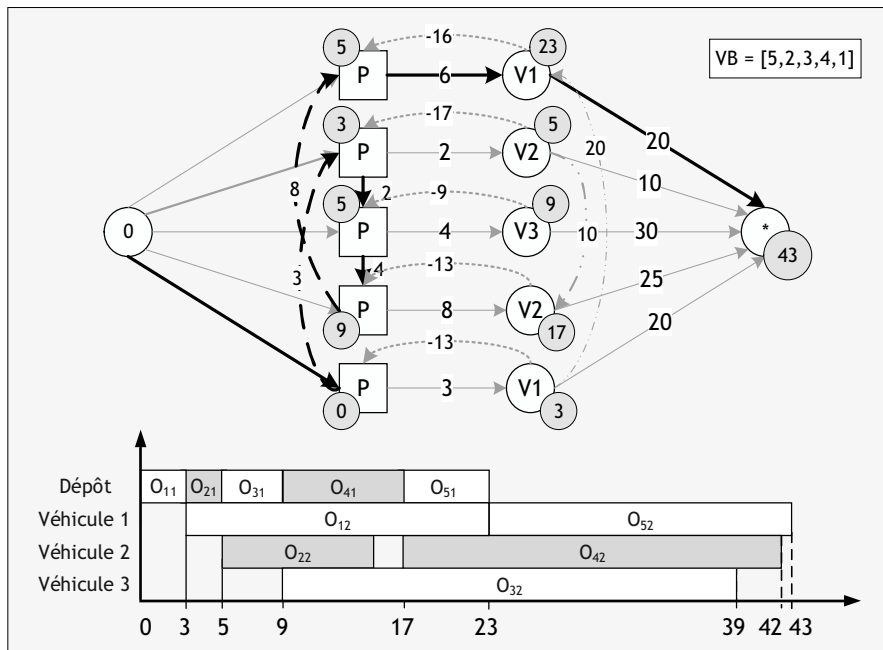 5 -16 23
P 6 V1
VB = [5,2,3,4,1]
3 -17 5
P 2 V2
20 20
8 2 10
5 -9 9
0 P 4 V3 10 30 *
43
3 4 -13 25
P 8 V2
9 17 20
-13
P 3 V1
0 3
Dépôt O11 O21 O31 O41 O51
Véhicule 1 O12 O52
Véhicule 2 O22 O42
Véhicule 3 O32
0 3 5 9 17 23 39 42 43